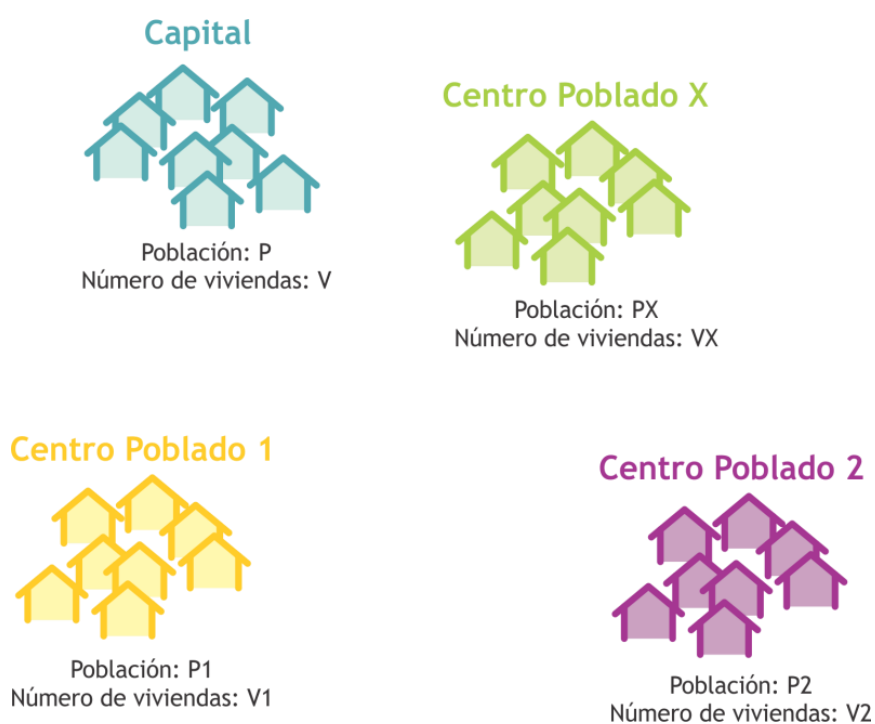 Capital
Población: P
Número de viviendas: V
Centro Poblado X
Población: PX
Número de viviendas: VX
Centro Poblado 1
Población: P1
Número de viviendas: V1
Centro Poblado 2
Población: P2
Número de viviendas: V2